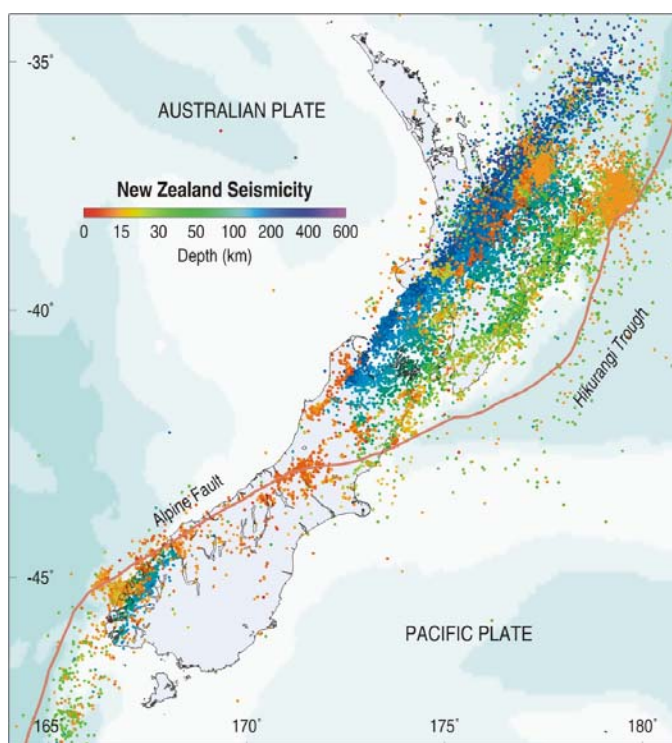 -35°
AUSTRALIAN PLATE
New Zealand Seismicity
0 15 30 50 100 200 400 600
Depth (km)
-40°
Hikurangi Trough
Alpine Fault
-45°
PACIFIC PLATE
165° 170° 175° 180°